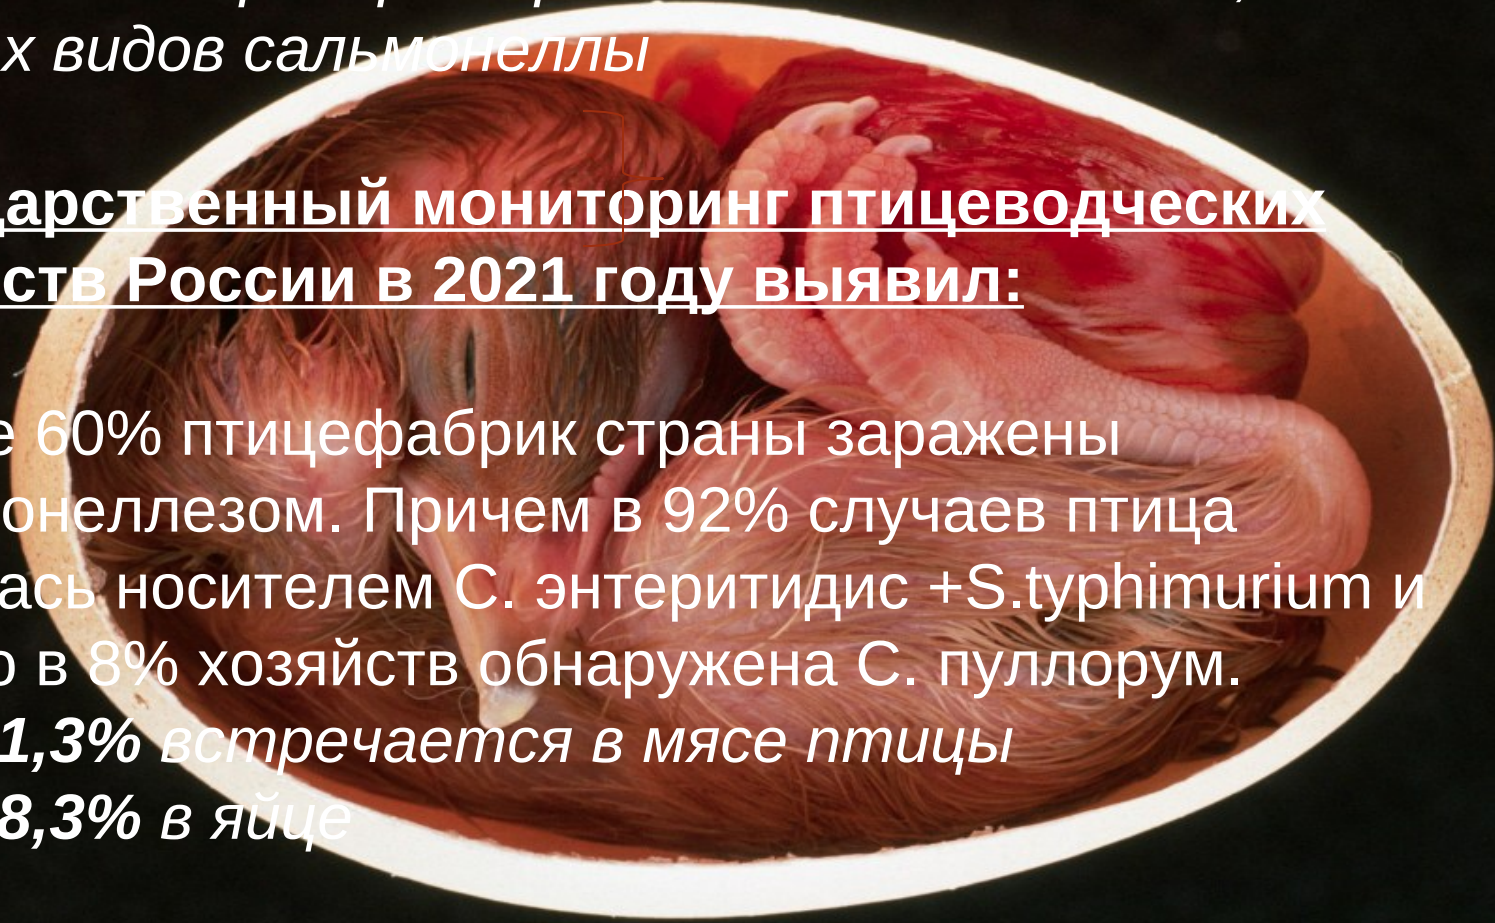 х видов сальмонеллы
дарственный мониторинг птицеводческих
ств России в 2021 году выявил:
е 60% птицефабрик страны заражены
онеллезом. Причем в 92% случаев птица
ась носителем С. энтеритидис +S.typhimurium и
о в 8% хозяйств обнаружена С. пуллорум.
1,3% встречается в мясе птицы
8,3% в яйце